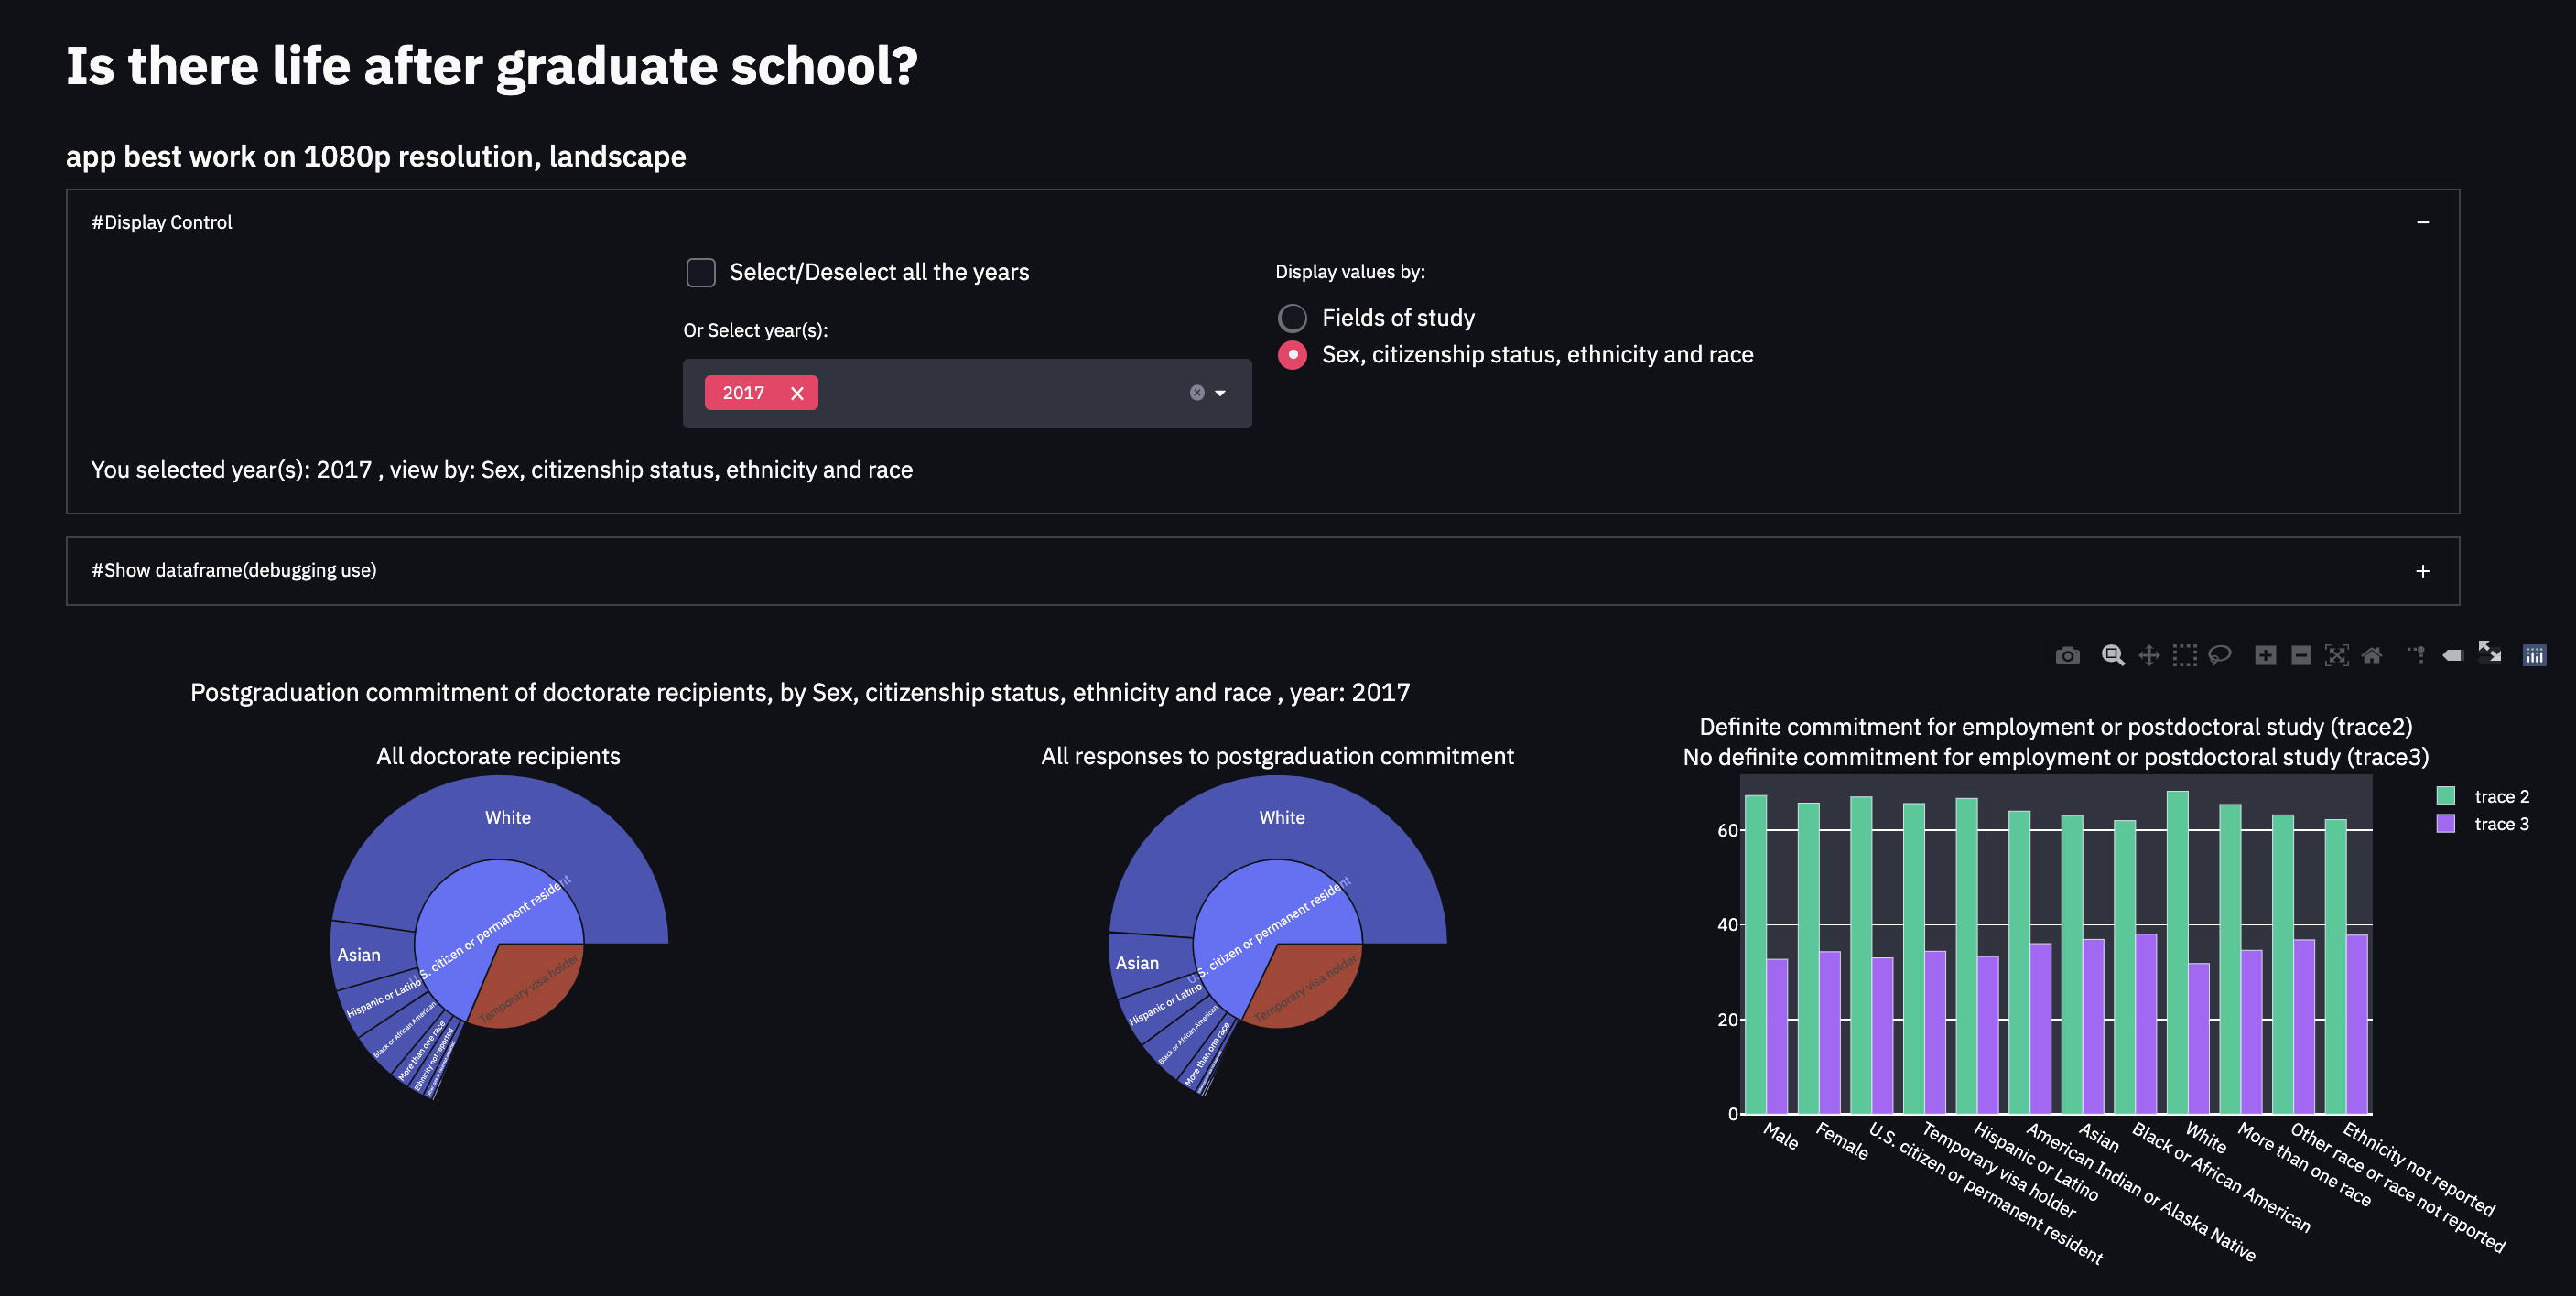 Is there life after graduate school?
app best work on 1080p resolution, landscape
#Display Control
Select/Deselect all the years
Or Select year(s):
2017
Display values by:
Fields of study
Sex, citizenship status, ethnicity and race
You selected year(s): 2017 , view by: Sex, citizenship status, ethnicity and race
#Show dataframe(debugging use)
Postgraduation commitment of doctorate recipients, by Sex, citizenship status, ethnicity and race , year: 2017
All doctorate recipients
White
Asian
Hispanic or Latino
Black or African American
More than one race
Ethnicity not reported
U.S. citizen or permanent resident
Temporary visa holder
All responses to postgraduation commitment
White
Asian
Hispanic or Latino
Black or African American
More than one race
U.S. citizen or permanent resident
Temporary visa holder
Definite commitment for employment or postdoctoral study (trace2)
No definite commitment for employment or postdoctoral study (trace3)
trace 2
trace 3
60
40
20
0
Male
Female
U.S. citizen or permanent resident
Temporary visa holder
Hispanic or Latino
American Indian or Alaska Native
Asian
Black or African American
White
More than one race
Other race or race not reported
Ethnicity not reported